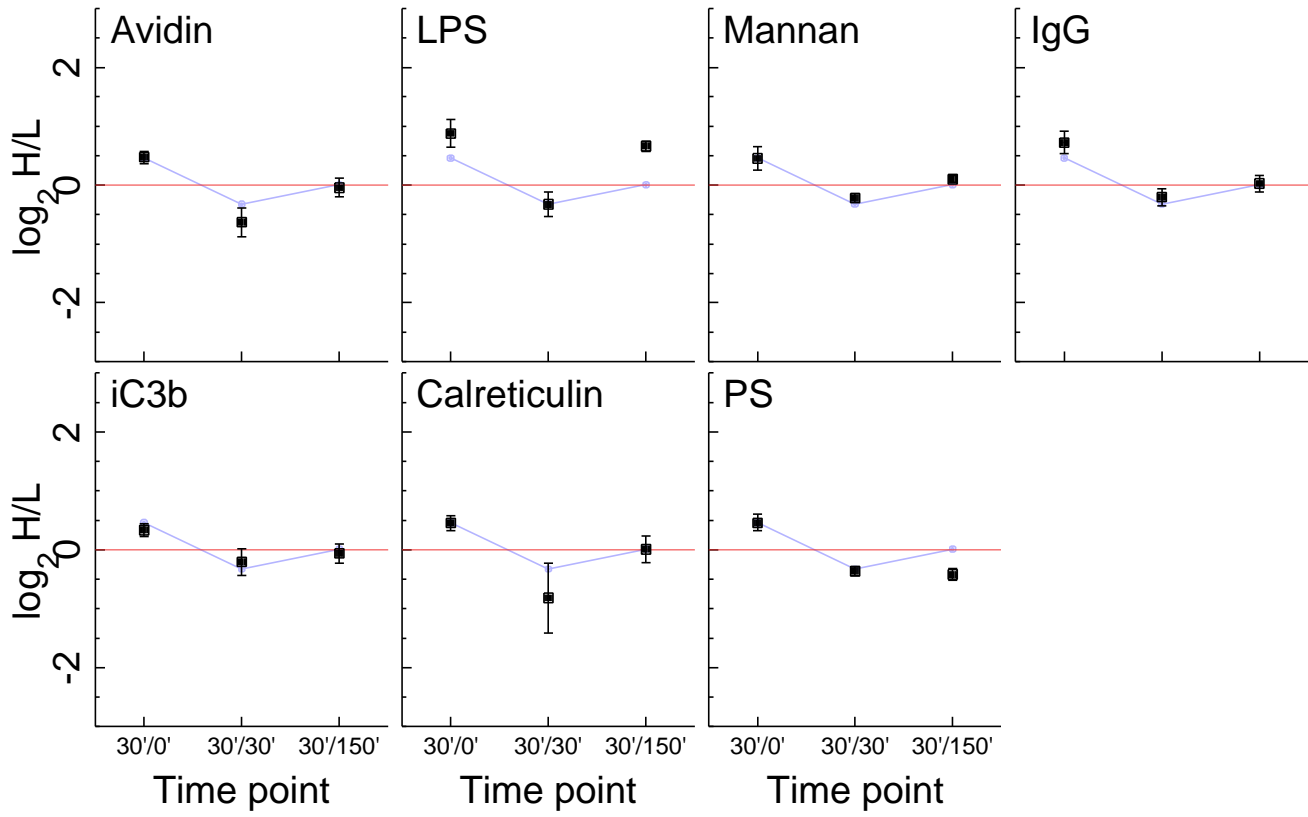 Avidin LPS Mannan IgG
2
0
-2
log2 H/L
iC3b Calreticulin PS
2
0
-2
log2 H/L
30'/0' 30'/30' 30'/150' 30'/0' 30'/30' 30'/150' 30'/0' 30'/30' 30'/150'
Time point Time point Time point